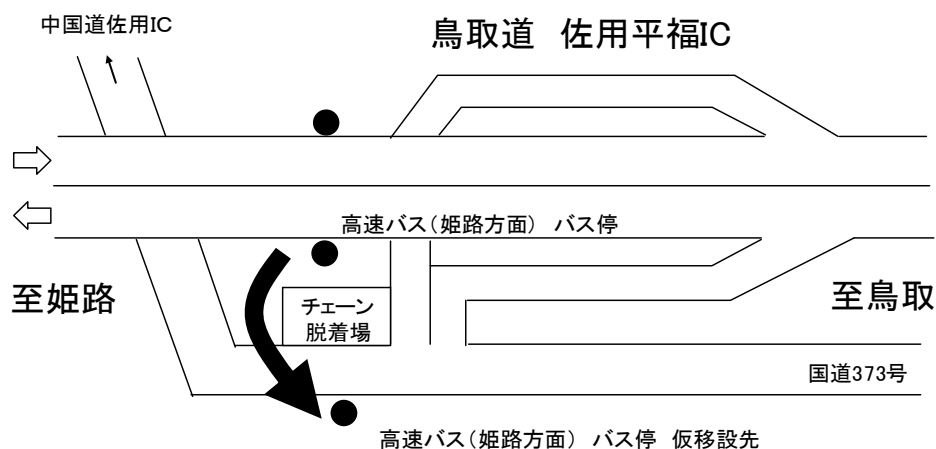 中国道佐用IC
鳥取道 佐用平福IC
高速バス(姫路方面) バス停
至姫路
チェーン
脱着場
至鳥取
国道373号
高速バス(姫路方面) バス停 仮移設先